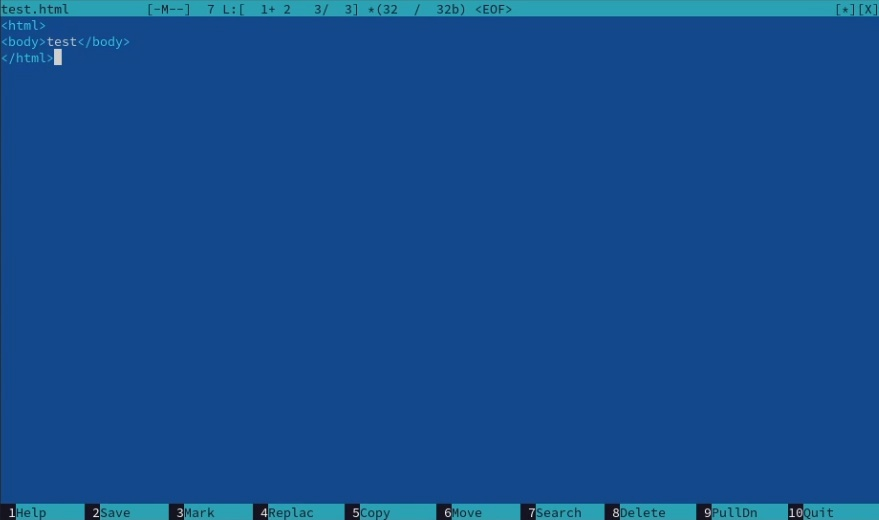 test.html [-M--] 7 L:[ 1+ 2 3/ 3] *(32 / 32b) <EOF> [*][X]
<html>
<body>test</body>
</html>
1Help 2Save 3Mark 4Replac 5Copy 6Move 7Search 8Delete 9PullDn 10Quit